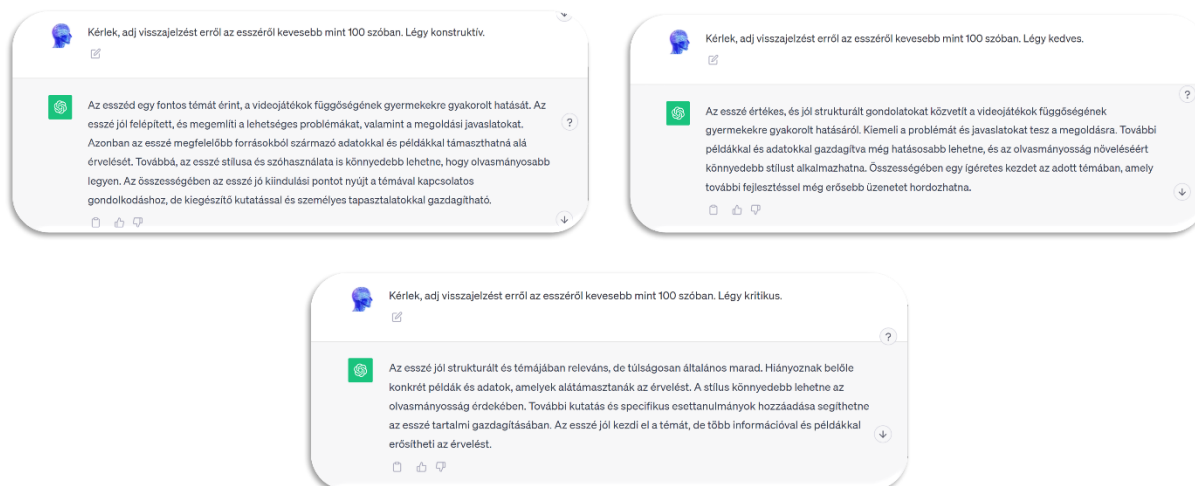 Kérlek, adj visszajelzést erről az esszéről kevesebb mint 100 szóban. Légy konstruktív.
Az esszéd egy fontos témát érint, a videojátékok függőségének gyermekekre gyakorolt hatását. Az
esszé jól felépített, és megemlíti a lehetséges problémákat, valamint a megoldási javaslatokat.
Azonban az esszé megfelelőbb forrásokból származó adatokkal és példákkal támaszthatná alá
érvelését. Továbbá, az esszé stílusa és szóhasználata is könnyedebb lehetne, hogy olvasmányosabb
legyen. Az összességében az esszé jó kiindulási pontot nyújt a témával kapcsolatos
gondolkodáshoz, de kiegészítő kutatással és személyes tapasztalatokkal gazdagítható.
?
Kérlek, adj visszajelzést erről az esszéről kevesebb mint 100 szóban. Légy kedves.
Az esszé értékes, és jól strukturált gondolatokat közvetít a videojátékok függőségének
gyermekekre gyakorolt hatásáról. Kiemeli a problémát és javaslatokat tesz a megoldásra. További
példákkal és adatokkal gazdagítva még hatásosabb lehetne, és az olvasmányosság növeléséért
könnyedebb stílust alkalmazhatna. Összességében egy ígéretes kezdet az adott témában, amely
további fejlesztéssel még erősebb üzenetet hordozhatna.
?
Kérlek, adj visszajelzést erről az esszéről kevesebb mint 100 szóban. Légy kritikus.
?
Az esszé jól strukturált és témájában releváns, de túlságosan általános marad. Hiányoznak belőle
konkrét példák és adatok, amelyek alátámasztanák az érvelést. A stílus könnyedebb lehetne az
olvasmányosság érdekében. További kutatás és specifikus esettanulmányok hozzáadása segíthetne
az esszé tartalmi gazdagításában. Az esszé jól kezdi el a témát, de több információval és példákkal
erősítheti az érvelést.